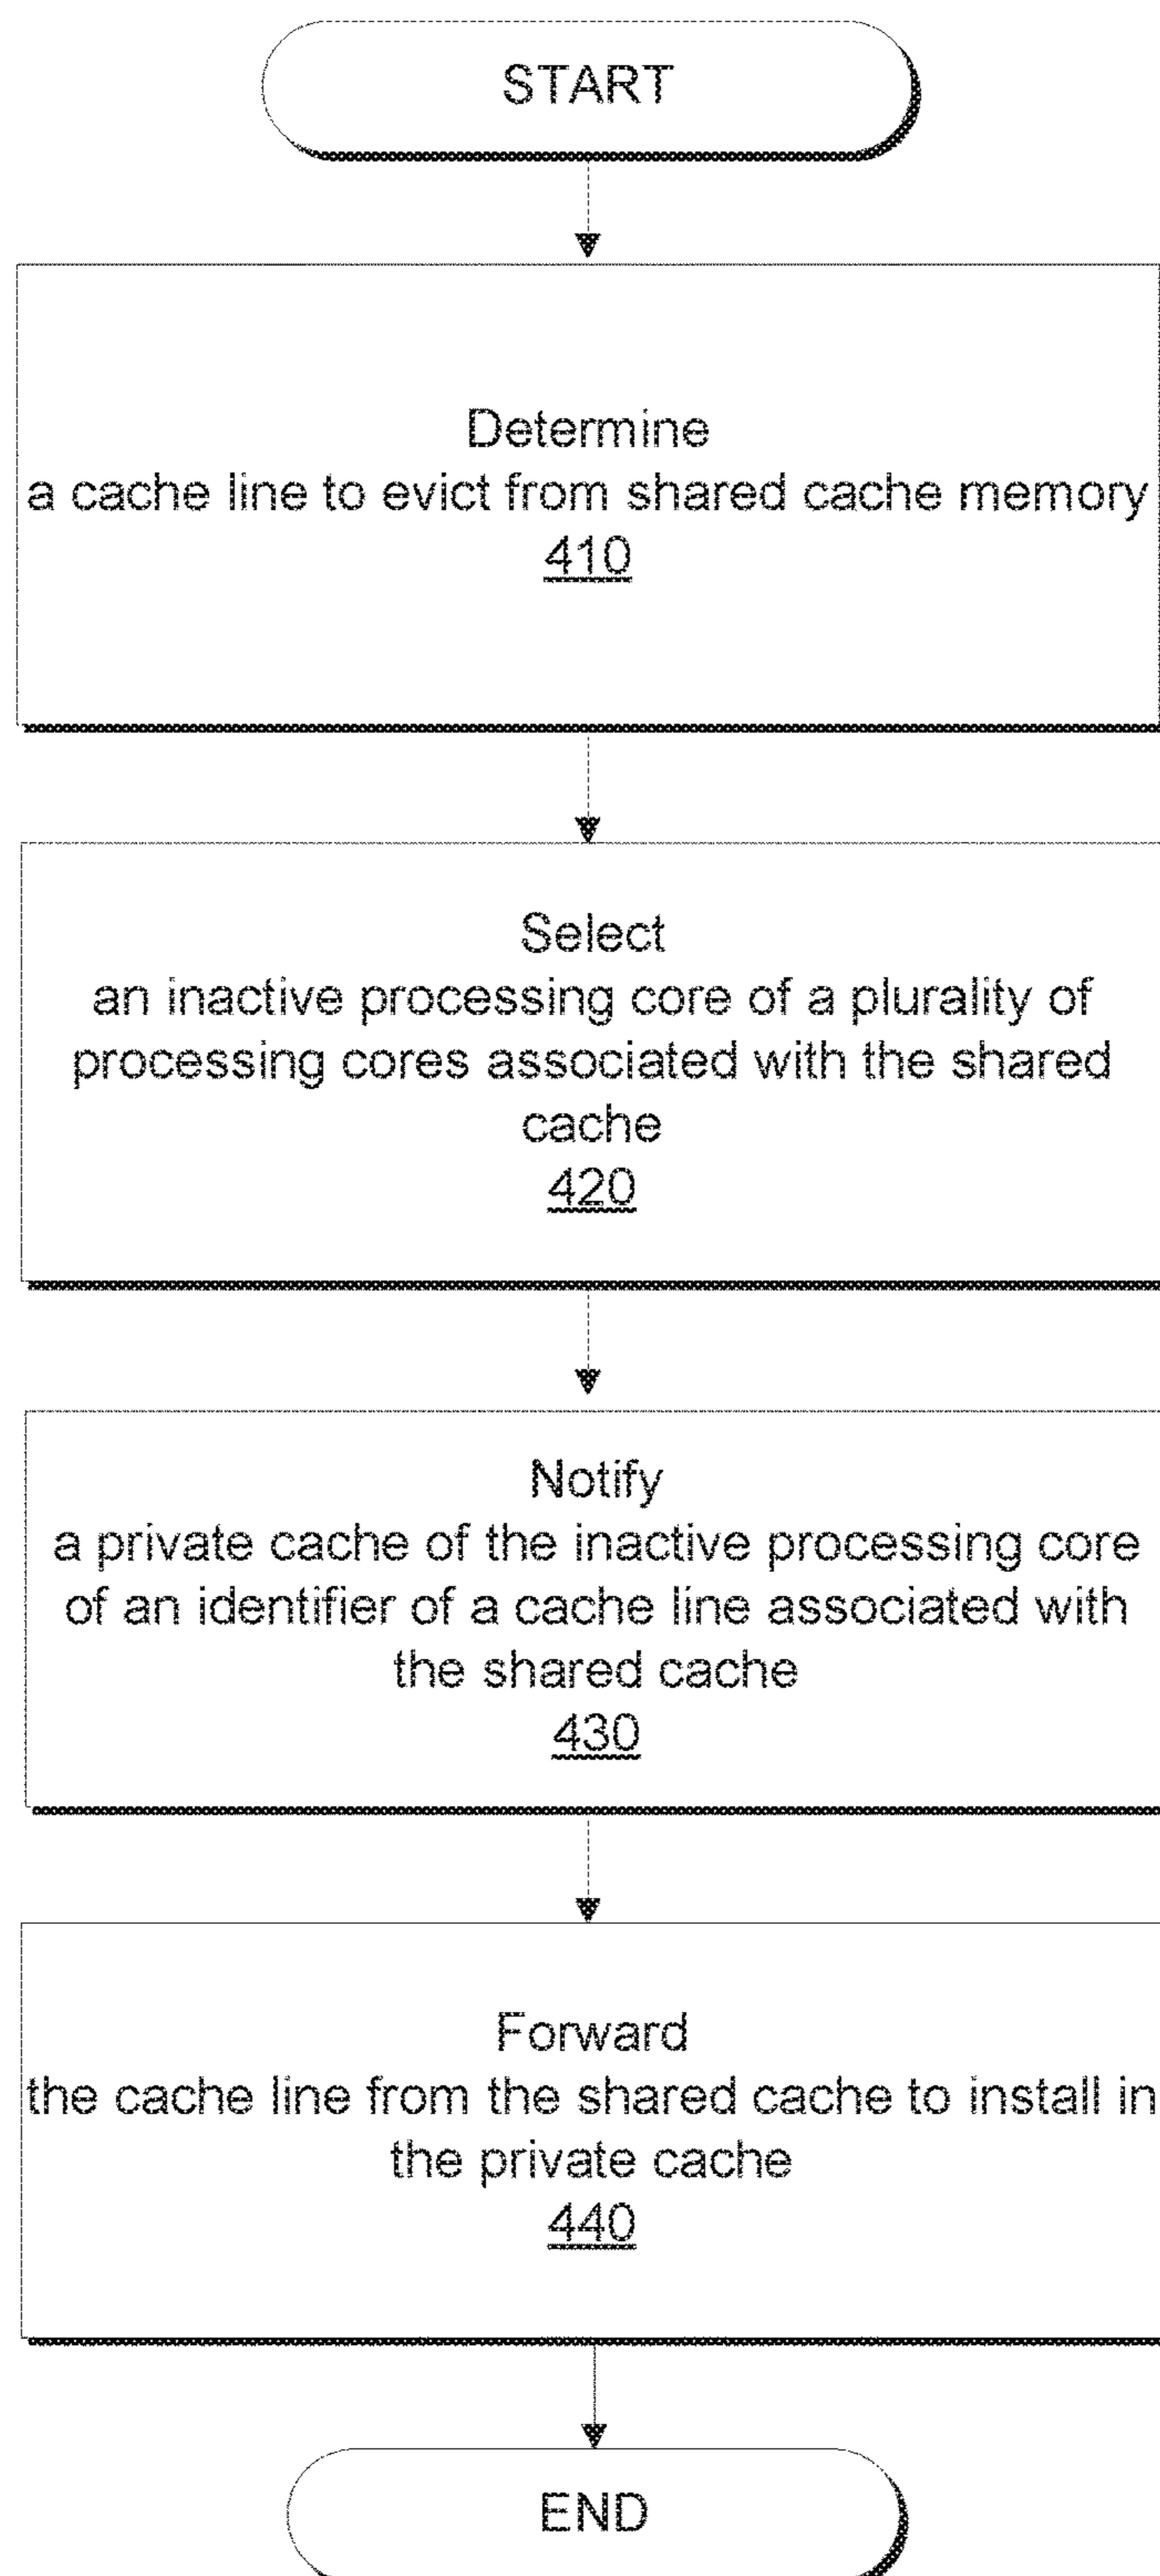 START
Determine
a cache line to evict from shared cache memory
410
Select
an inactive processing core of a plurality of
processing cores associated with the shared
cache
420
Notify
a private cache of the inactive processing core
of an identifier of a cache line associated with
the shared cache
430
Forward
the cache line from the shared cache to install in
the private cache
440
END